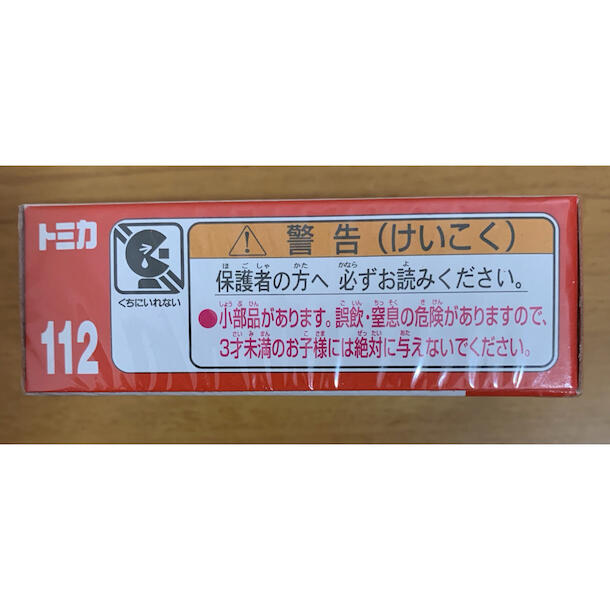 トミカ
112
くちにいれない
警告(けいこく)
ほごしゃ かた かなら よ
保護者の方へ 必ずお読みください。
しょうぶひん ごいん ちっそく きけん
●小部品があります。誤飲・窒息の危険がありますので、
さいみまん こさま ぜったい あた
3才未満のお子様には絶対に与えないでください。